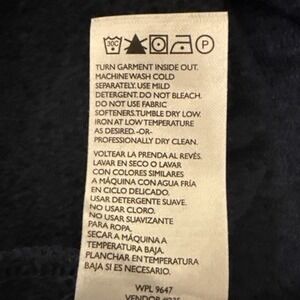 30C P
TURN GARMENT INSIDE OUT.
MACHINE WASH COLD
SEPARATELY. USE MILD
DETERGENT. DO NOT BLEACH.
DO NOT USE FABRIC
SOFTENERS. TUMBLE DRY LOW.
IRON AT LOW TEMPERATURE
AS DESIRED. -OR-
PROFESSIONALLY DRY CLEAN.
VOLTEAR LA PRENDA AL REVÉS.
LAVAR EN SECO O LAVAR
CON COLORES SIMILARES
A MÁQUINA CON AGUA FRÍA
EN CICLO DELICADO.
USAR DETERGENTE SUAVE.
NO USAR CLORO.
NO USAR SUAVIZANTE
PARA ROPA.
SECAR A MÁQUINA A
TEMPERATURA BAJA.
PLANCHAR EN TEMPERATURA
BAJA SI ES NECESARIO.
WPL 9647
VENDOR